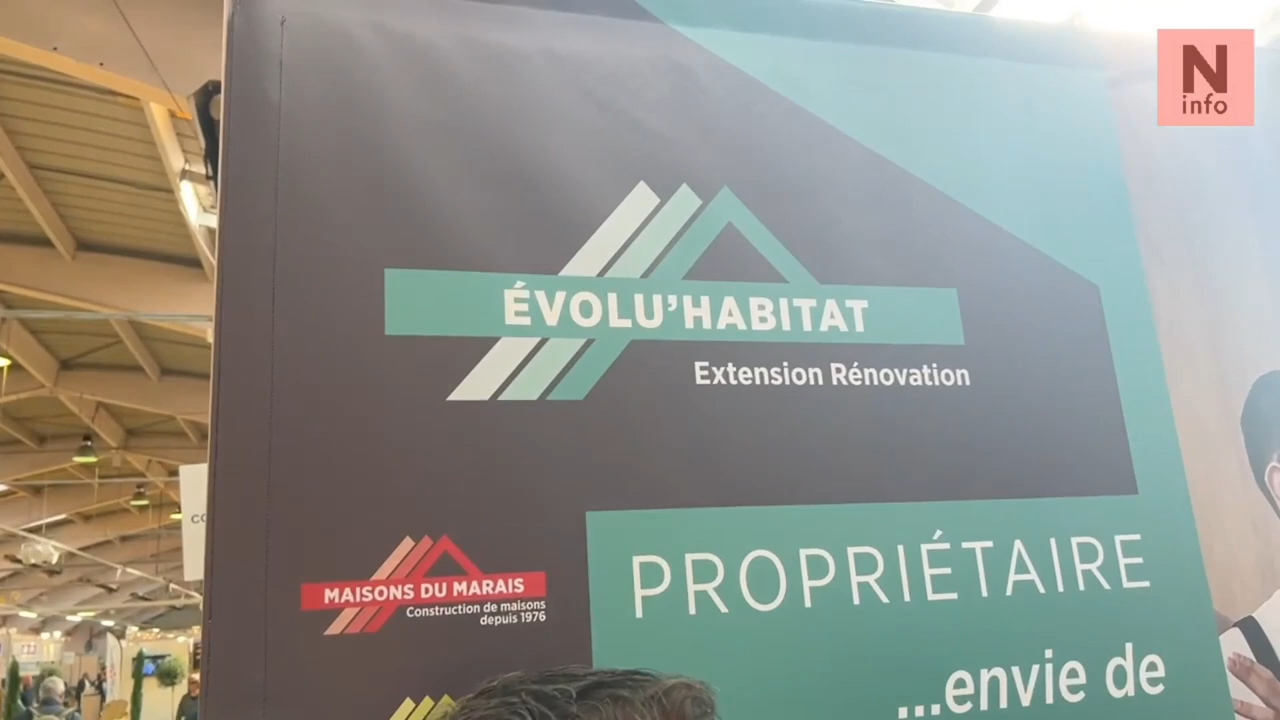 N
info
ÉVOLU'HABITAT
Extension Rénovation
MAISONS DU MARAIS
Construction de maisons
depuis 1976
PROPRIÉTAIRE
...envie de